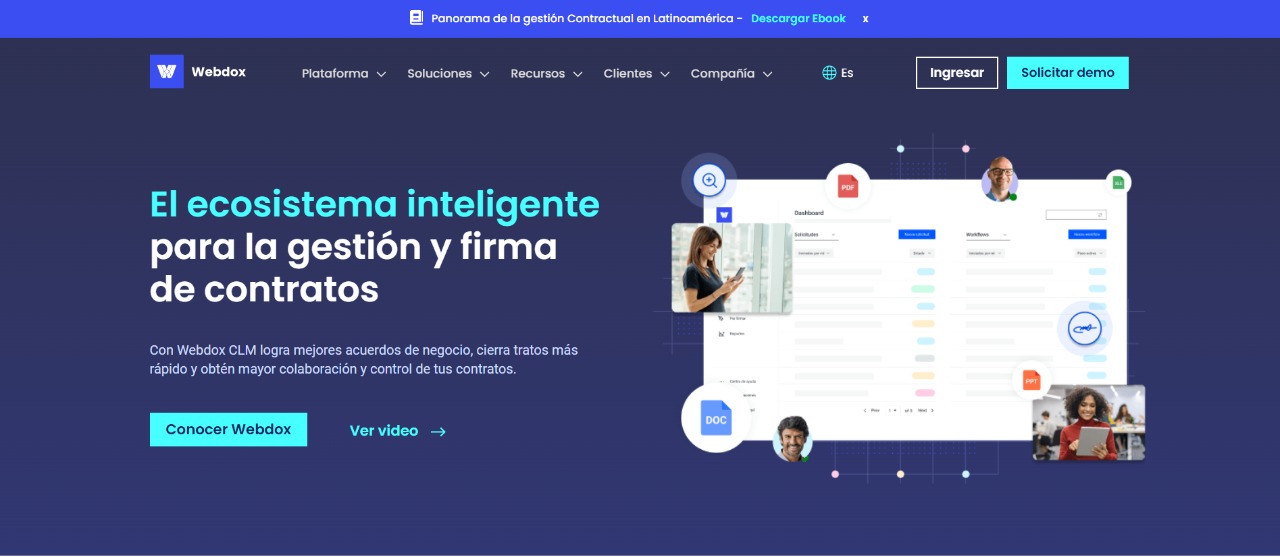 Panorama de la gestión Contractual en Latinoamérica - Descargar Ebook x
Webdox
Plataforma Soluciones Recursos Clientes Compañía Es Ingresar Solicitar demo
El ecosistema inteligente
para la gestión y firma
de contratos
Con Webdox CLM logra mejores acuerdos de negocio, cierra tratos más
rápido y obtén mayor colaboración y control de tus contratos.
Conocer Webdox Ver video →
PDF
Dashboard
Solicitudes
Workflows
Reportes
Prev 1
Next
PPT
DOC